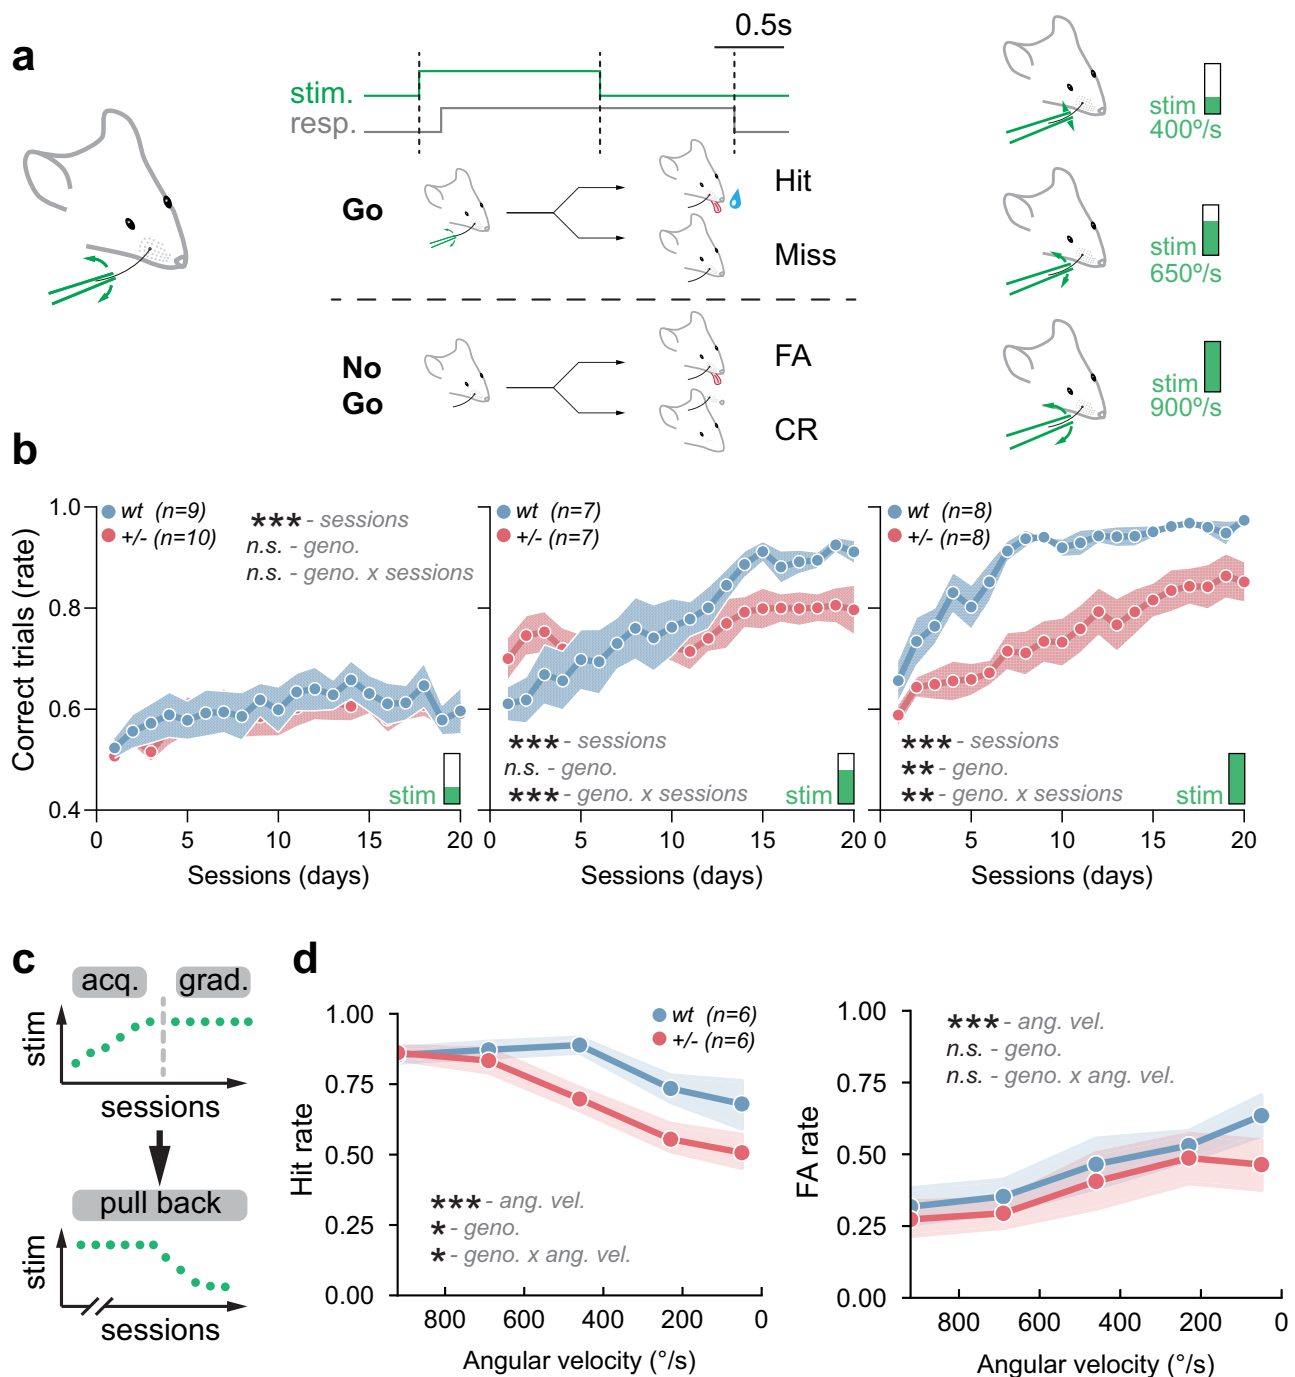 a
0.5s
stim.
resp.
Go
Hit
Miss
No
Go
FA
CR
stim
400º/s
stim
650º/s
stim
900º/s
b
Correct trials (rate)
1.0
0.8
0.6
0.4
wt (n=9)
+/- (n=10)
*** - sessions
n.s. - geno.
n.s. - geno. x sessions
stim
0
5
10
15
20
Sessions (days)
wt (n=7)
+/- (n=7)
*** - sessions
n.s. - geno.
*** - geno. x sessions
stim
0
5
10
15
20
Sessions (days)
wt (n=8)
+/- (n=8)
*** - sessions
** - geno.
** - geno. x sessions
stim
0
5
10
15
20
Sessions (days)
c
acq.
grad.
stim
sessions
pull back
stim
sessions
d
Hit rate
1.00
0.75
0.50
0.25
0.00
wt (n=6)
+/- (n=6)
*** - ang. vel.
* - geno.
* - geno. x ang. vel.
800
600
400
200
0
Angular velocity (°/s)
FA rate
1.00
0.75
0.50
0.25
0.00
*** - ang. vel.
n.s. - geno.
n.s. - geno. x ang. vel.
800
600
400
200
0
Angular velocity (°/s)